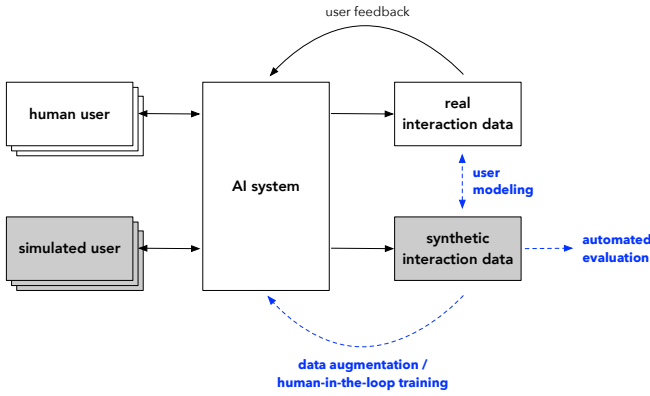 user feedback
human user
AI system
real
interaction data
user
modeling
simulated user
synthetic
interaction data
automated
evaluation
data augmentation /
human-in-the-loop training